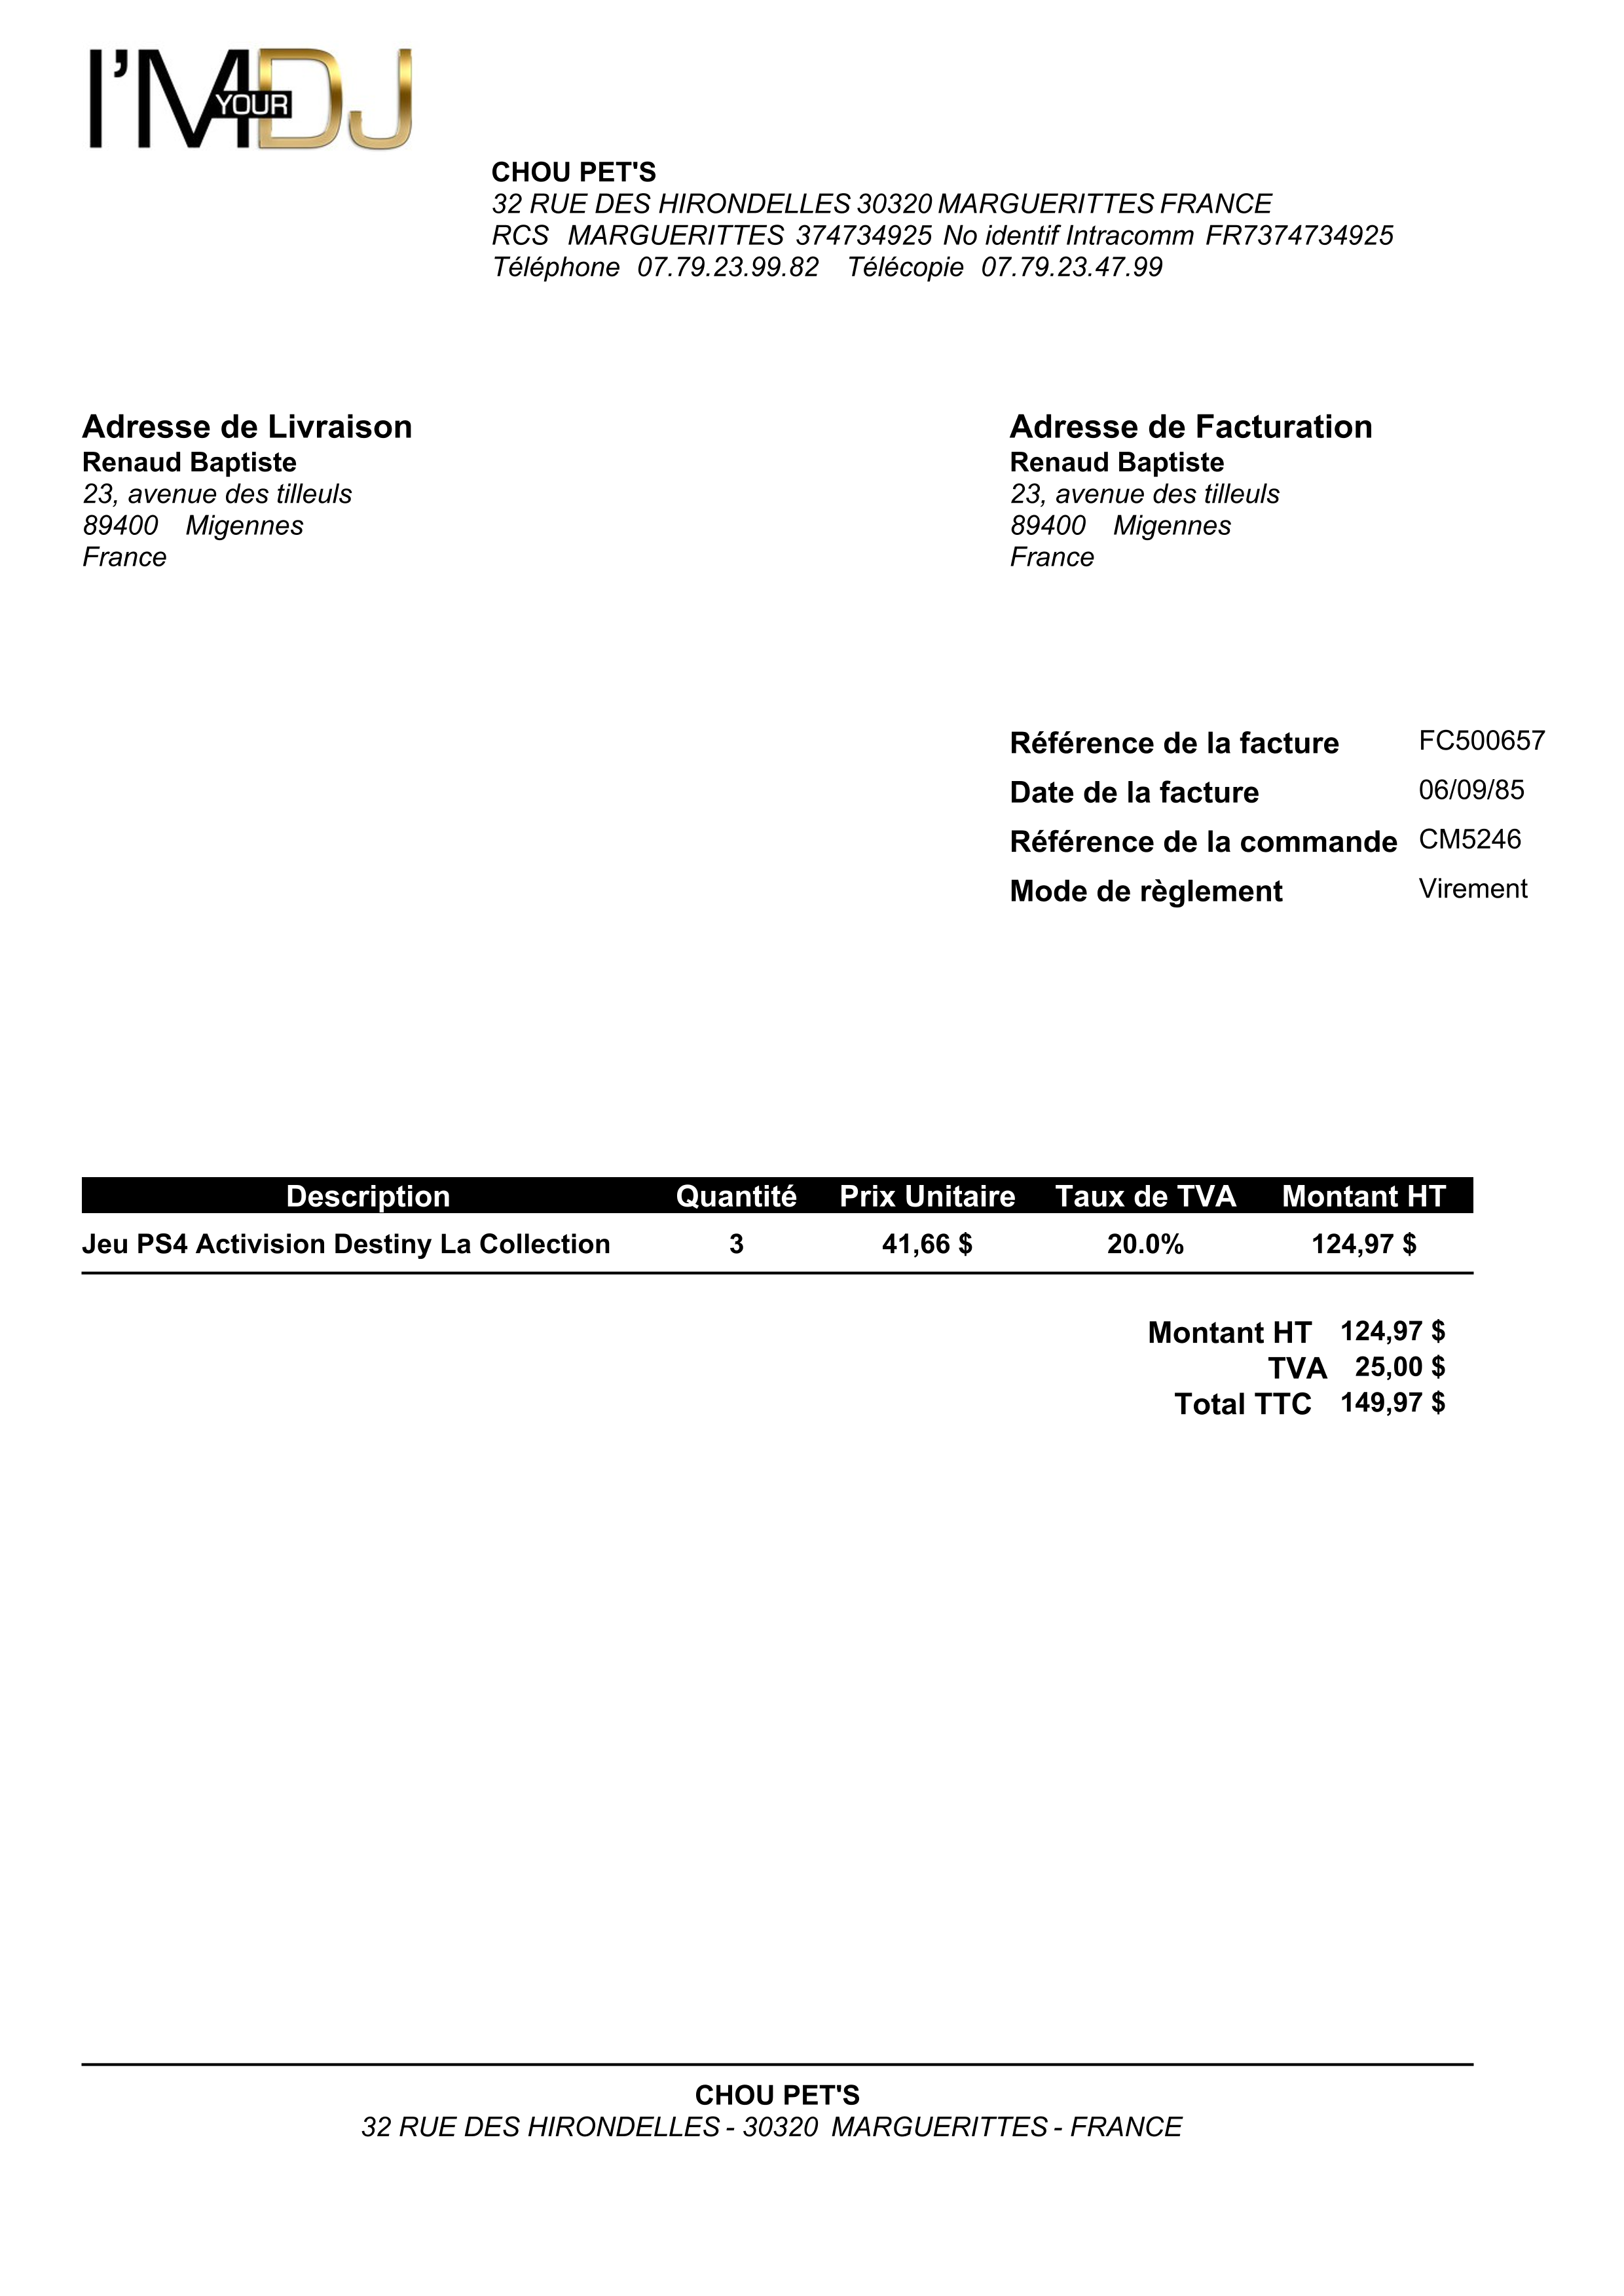 I'M YOUR DJ
CHOU PET'S
32 RUE DES HIRONDELLES 30320 MARGUERITTES FRANCE
RCS MARGUERITTES 374734925 No identif Intracomm FR7374734925
Téléphone 07.79.23.99.82 Télécopie 07.79.23.47.99
Adresse de Livraison
Renaud Baptiste
23, avenue des tilleuls
89400 Migennes
France
Adresse de Facturation
Renaud Baptiste
23, avenue des tilleuls
89400 Migennes
France
Référence de la facture FC500657
Date de la facture 06/09/85
Référence de la commande CM5246
Mode de règlement Virement
Description Quantité Prix Unitaire Taux de TVA Montant HT
Jeu PS4 Activision Destiny La Collection 3 41,66 $ 20.0% 124,97 $
Montant HT 124,97 $
TVA 25,00 $
Total TTC 149,97 $
CHOU PET'S
32 RUE DES HIRONDELLES - 30320 MARGUERITTES - FRANCE